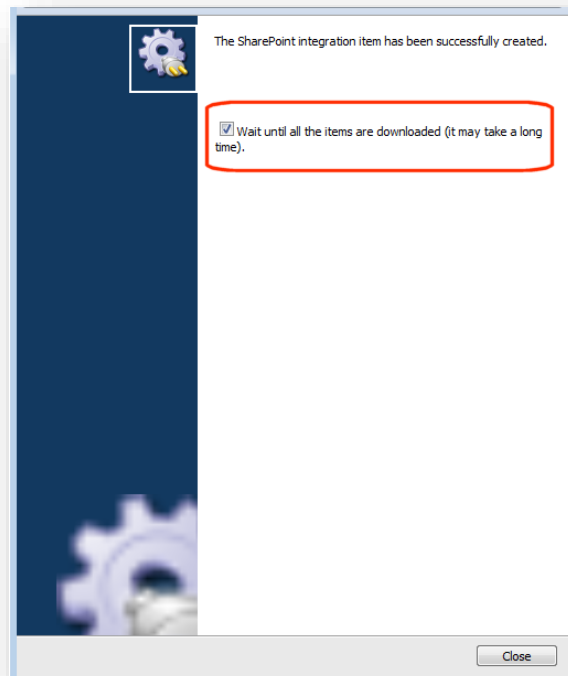 The SharePoint integration item has been successfully created.
Wait until all the items are downloaded (it may take a long
time).
Close